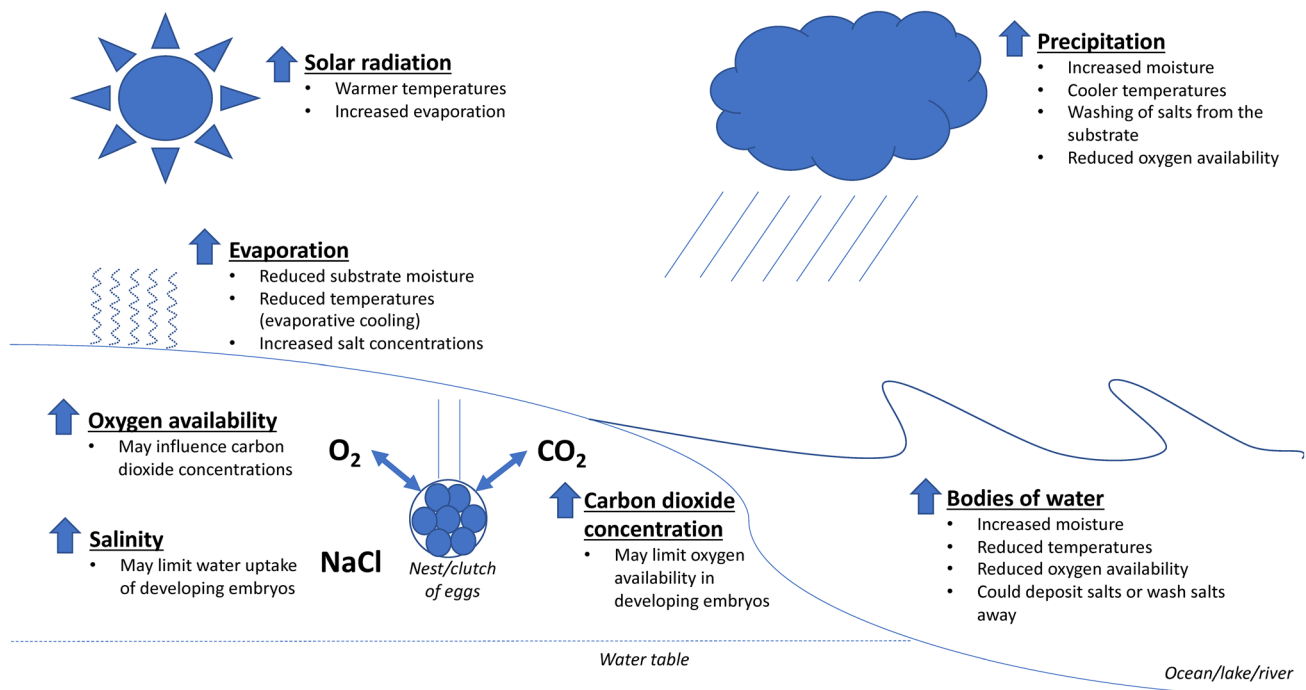 Solar radiation
• Warmer temperatures
• Increased evaporation
Precipitation
• Increased moisture
• Cooler temperatures
• Washing of salts from the
substrate
• Reduced oxygen availability
Evaporation
• Reduced substrate moisture
• Reduced temperatures
(evaporative cooling)
• Increased salt concentrations
Oxygen availability
• May influence carbon
dioxide concentrations
O₂
CO₂
Salinity
• May limit water uptake
of developing embryos
NaCl
Nest/clutch
of eggs
Carbon dioxide
concentration
• May limit oxygen
availability in
developing embryos
Bodies of water
• Increased moisture
• Reduced temperatures
• Reduced oxygen availability
• Could deposit salts or wash salts
away
Water table
Ocean/lake/river